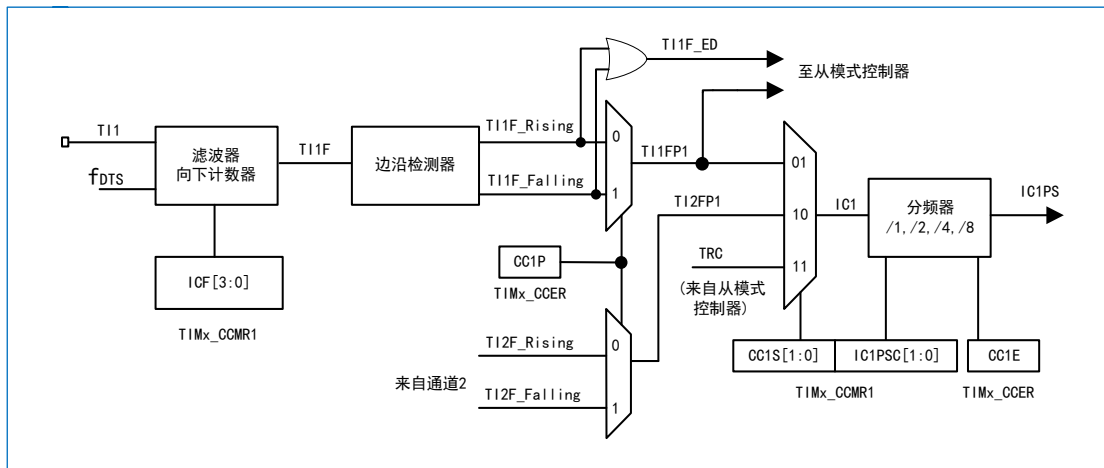 TI1F_ED
至从模式控制器
TI1
fDTS
滤波器
向下计数器
TI1F
边沿检测器
TI1F_Rising
TI1F_Falling
0
1
TI1FP1
TI2FP1
TRC
(来自从模式
控制器)
01
10
11
IC1
分频器
/1,/2,/4,/8
IC1PS
ICF[3:0]
TIMx_CCMR1
CC1P
TIMx_CCER
TI2F_Rising
来自通道2
TI2F_Falling
0
1
CC1S[1:0]
IC1PSC[1:0]
CC1E
TIMx_CCMR1
TIMx_CCER